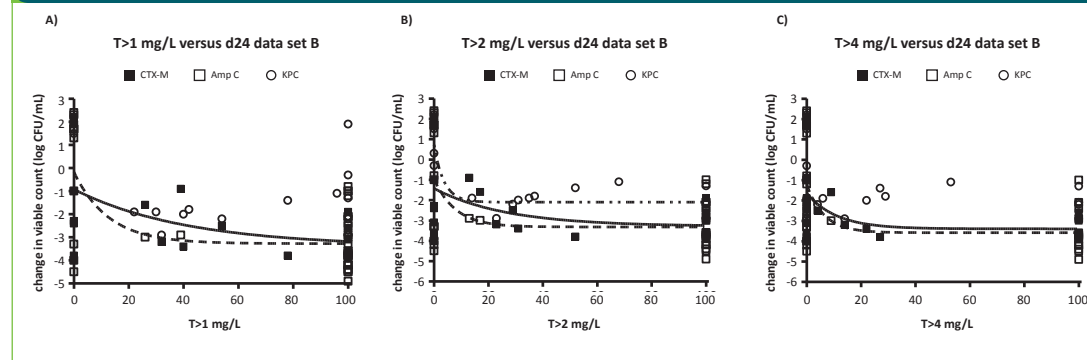 A)
T>1 mg/L versus d24 data set B
CTX-M Amp C KPC
change in viable count (log CFU/mL)
3
2
1
0
-1
-2
-3
-4
-5
0 20 40 60 80 100
T>1 mg/L
B)
T>2 mg/L versus d24 data set B
CTX-M Amp C KPC
change in viable count (log CFU/mL)
3
2
1
0
-1
-2
-3
-4
-5
-6
0
T>2 mg/L
C)
T>4 mg/L versus d24 data set B
CTX-M Amp C KPC
change in viable count (log CFU/mL)
3
2
1
0
-1
-2
-3
-4
-5
-6
0 20 40 60 80 100
T>4 mg/L